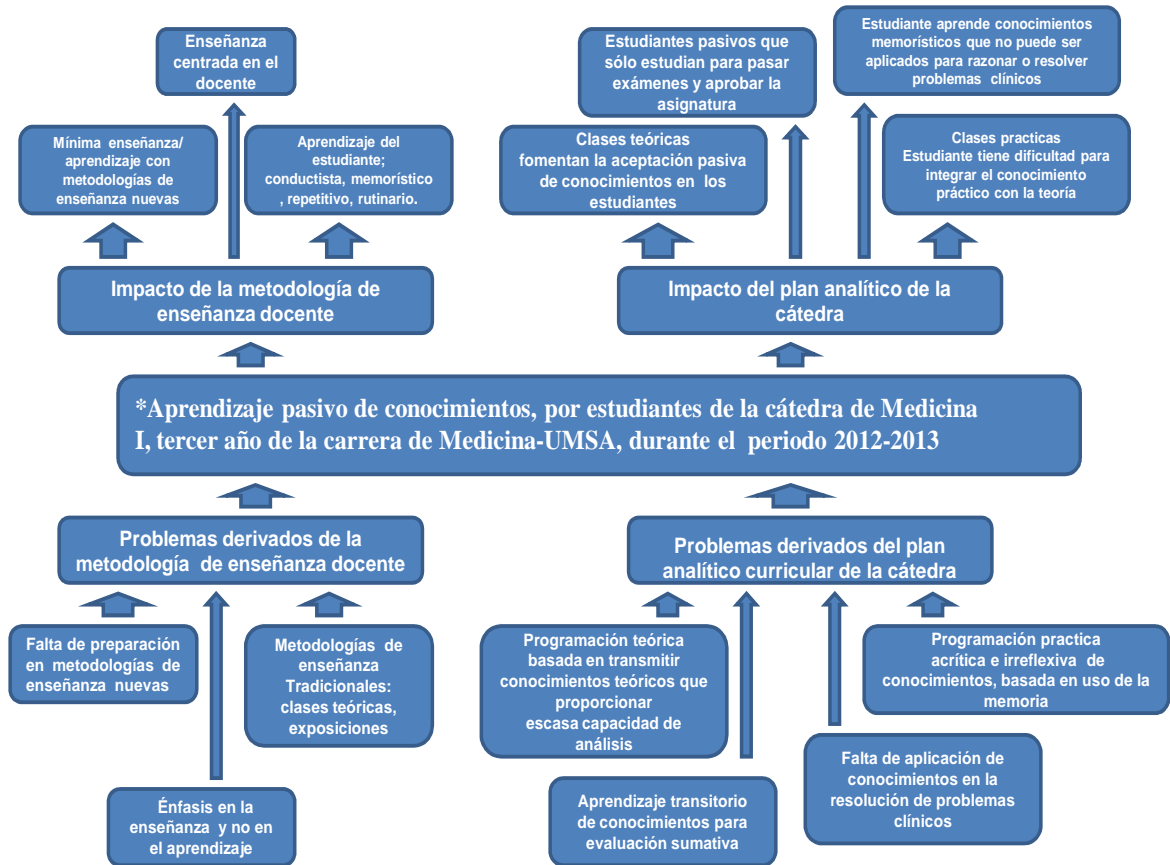 Enseñanza
centrada en el
docente
Estudiantes pasivos que
sólo estudian para pasar
exámenes y aprobar la
asignatura
Estudiante aprende conocimientos
memorísticos que no puede ser
aplicados para razonar o resolver
problemas clínicos
Mínima enseñanza/
aprendizaje con
metodologías de
enseñanza nuevas
Aprendizaje del
estudiante;
conductista, memorístico
, repetitivo, rutinario.
Clases teóricas
fomentan la aceptación pasiva
de conocimientos en los
estudiantes
Clases practicas
Estudiante tiene dificultad para
integrar el conocimiento
práctico con la teoría
Impacto de la metodología de
enseñanza docente
Impacto del plan analítico de la
cátedra
*Aprendizaje pasivo de conocimientos, por estudiantes de la cátedra de Medicina
I, tercer año de la carrera de Medicina-UMSA, durante el periodo 2012-2013
Problemas derivados de la
metodología de enseñanza docente
Problemas derivados del plan
analítico curricular de la cátedra
Falta de preparación
en metodologías de
enseñanza nuevas
Metodologías de
enseñanza
Tradicionales:
clases teóricas,
exposiciones
Programación teórica
basada en transmitir
conocimientos teóricos que
proporcionar
escasa capacidad de
análisis
Programación practica
acrítica e irreflexiva de
conocimientos, basada en uso de la
memoria
Énfasis en la
enseñanza y no en
el aprendizaje
Aprendizaje transitorio
de conocimientos para
evaluación sumativa
Falta de aplicación de
conocimientos en la
resolución de problemas
clínicos